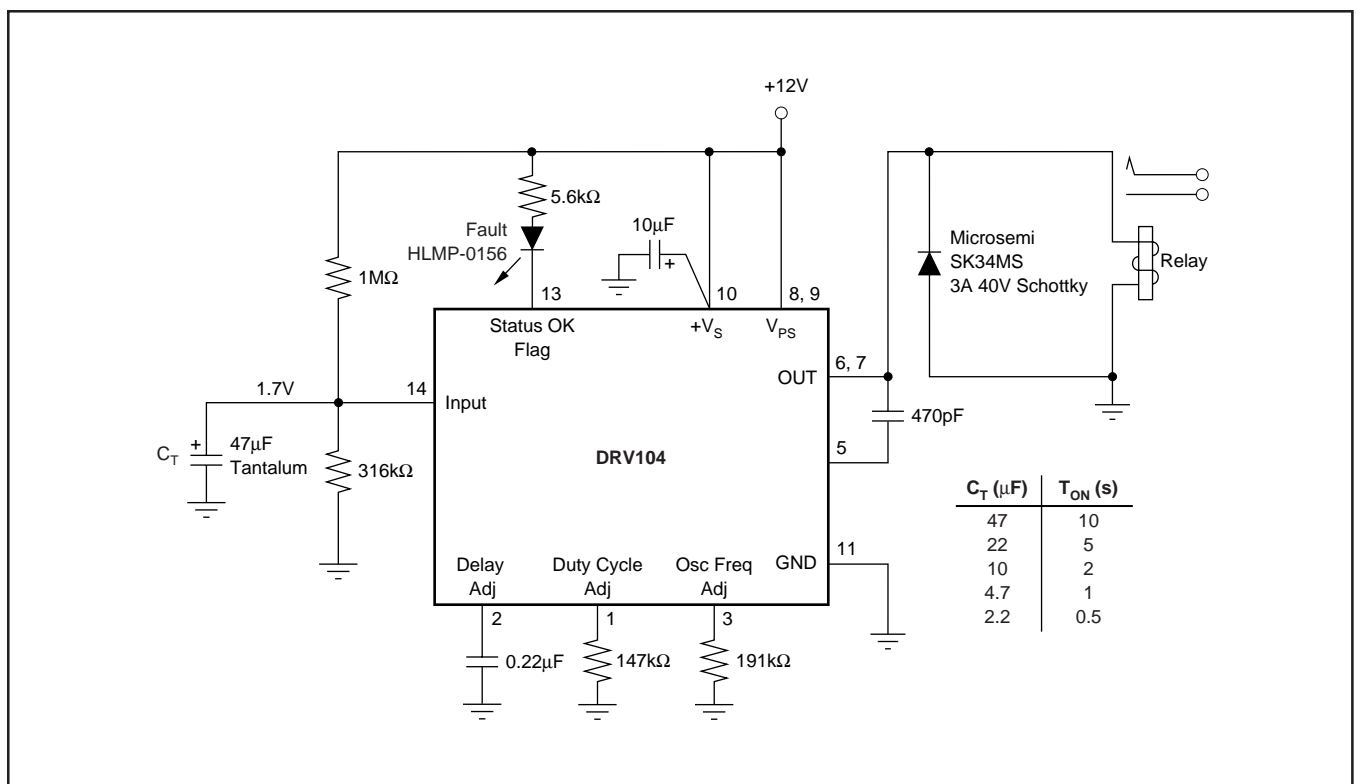 +12V
5.6kΩ
Fault
HLMP-0156
10μF
+
1MΩ
13
10
8, 9
Status OK
Flag
+VS
VPS
Microsemi
SK34MS
3A 40V Schottky
Relay
6, 7
OUT
1.7V
14
Input
470pF
CT
+
47μF
Tantalum
316kΩ
DRV104
5
CT (μF) TON (s)
47 10
22 5
10 2
4.7 1
2.2 0.5
11
GND
Delay
Adj
Duty Cycle
Adj
Osc Freq
Adj
2
1
3
0.22μF
147kΩ
191kΩ